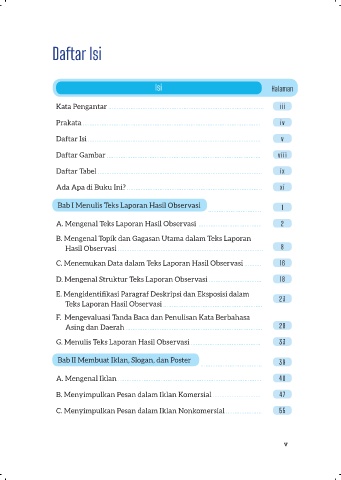 Daftar Isi
Isi Halaman
Kata Pengantar iii
Prakata iv
Daftar Isi v
Daftar Gambar viii
Daftar Tabel ix
Ada Apa di Buku Ini? xi
Bab I Menulis Teks Laporan Hasil Observasi 1
A. Mengenal Teks Laporan Hasil Observasi 2
B. Mengenal Topik dan Gagasan Utama dalam Teks Laporan
Hasil Observasi 8
C. Menemukan Data dalam Teks Laporan Hasil Observasi 16
D. Mengenal Struktur Teks Laporan Observasi 18
E. Mengidentifikasi Paragraf Deskripsi dan Eksposisi dalam
Teks Laporan Hasil Observasi 23
F. Mengevaluasi Tanda Baca dan Penulisan Kata Berbahasa
Asing dan Daerah 28
G. Menulis Teks Laporan Hasil Observasi 33
Bab II Membuat Iklan, Slogan, dan Poster 39
A. Mengenal Iklan 40
B. Menyimpulkan Pesan dalam Iklan Komersial 47
C. Menyimpulkan Pesan dalam Iklan Nonkomersial 55
v